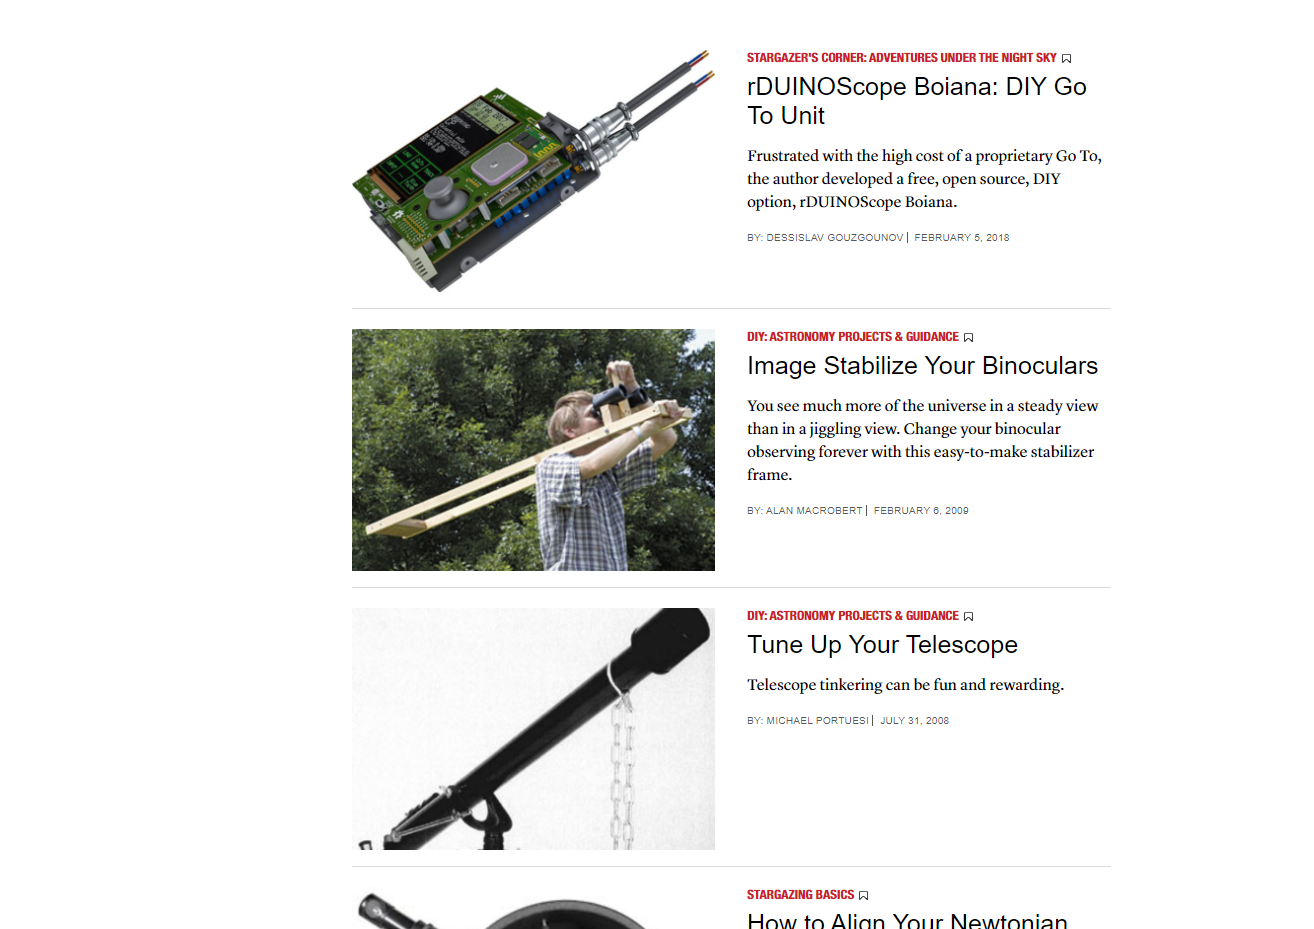 STARGAZER'S CORNER: ADVENTURES UNDER THE NIGHT SKY
rDUINOScope Boiana: DIY Go
To Unit
Frustrated with the high cost of a proprietary Go To,
the author developed a free, open source, DIY
option, rDUINOScope Boiana.
BY: DESSISLAV GOUZGOUNOV | FEBRUARY 5, 2018
DIY: ASTRONOMY PROJECTS & GUIDANCE
Image Stabilize Your Binoculars
You see much more of the universe in a steady view
than in a jiggling view. Change your binocular
observing forever with this easy-to-make stabilizer
frame.
BY: ALAN MACROBERT | FEBRUARY 6, 2009
DIY: ASTRONOMY PROJECTS & GUIDANCE
Tune Up Your Telescope
Telescope tinkering can be fun and rewarding.
BY: MICHAEL PORTUESI | JULY 31, 2008
STARGAZING BASICS
How to Align Your Newtonian